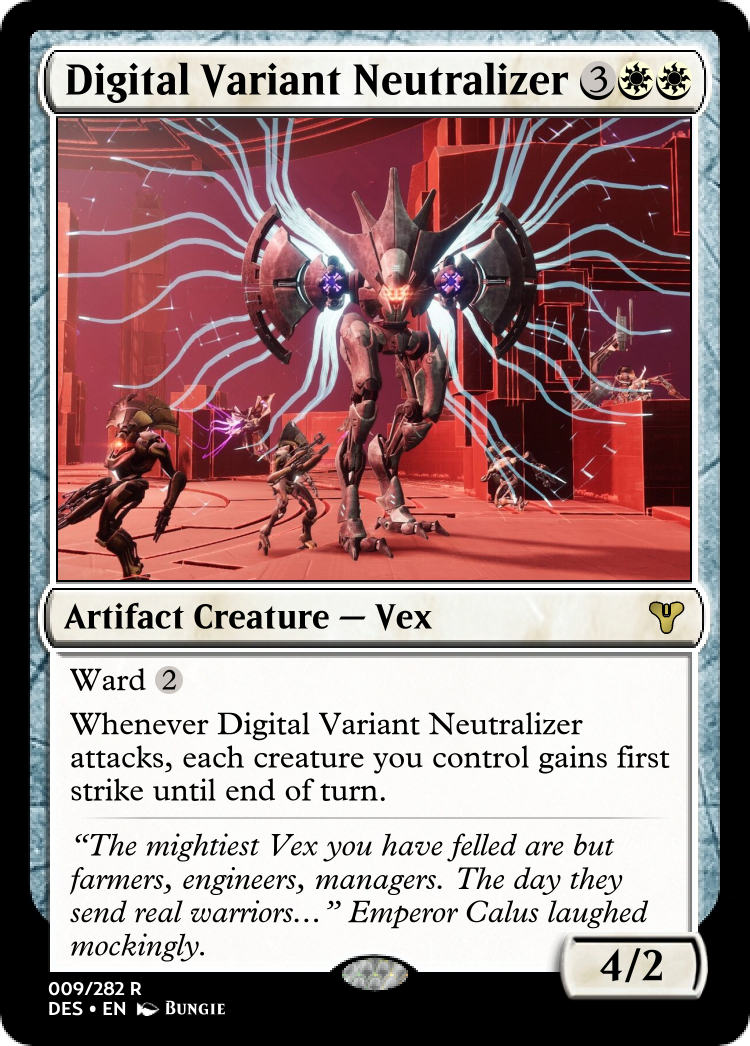 Digital Variant Neutralizer 3
Artifact Creature — Vex
Ward 2
Whenever Digital Variant Neutralizer
attacks, each creature you control gains first
strike until end of turn.
“The mightiest Vex you have felled are but
farmers, engineers, managers. The day they
send real warriors…” Emperor Calus laughed
mockingly.
4/2
009/282 R
DES • EN Bungie